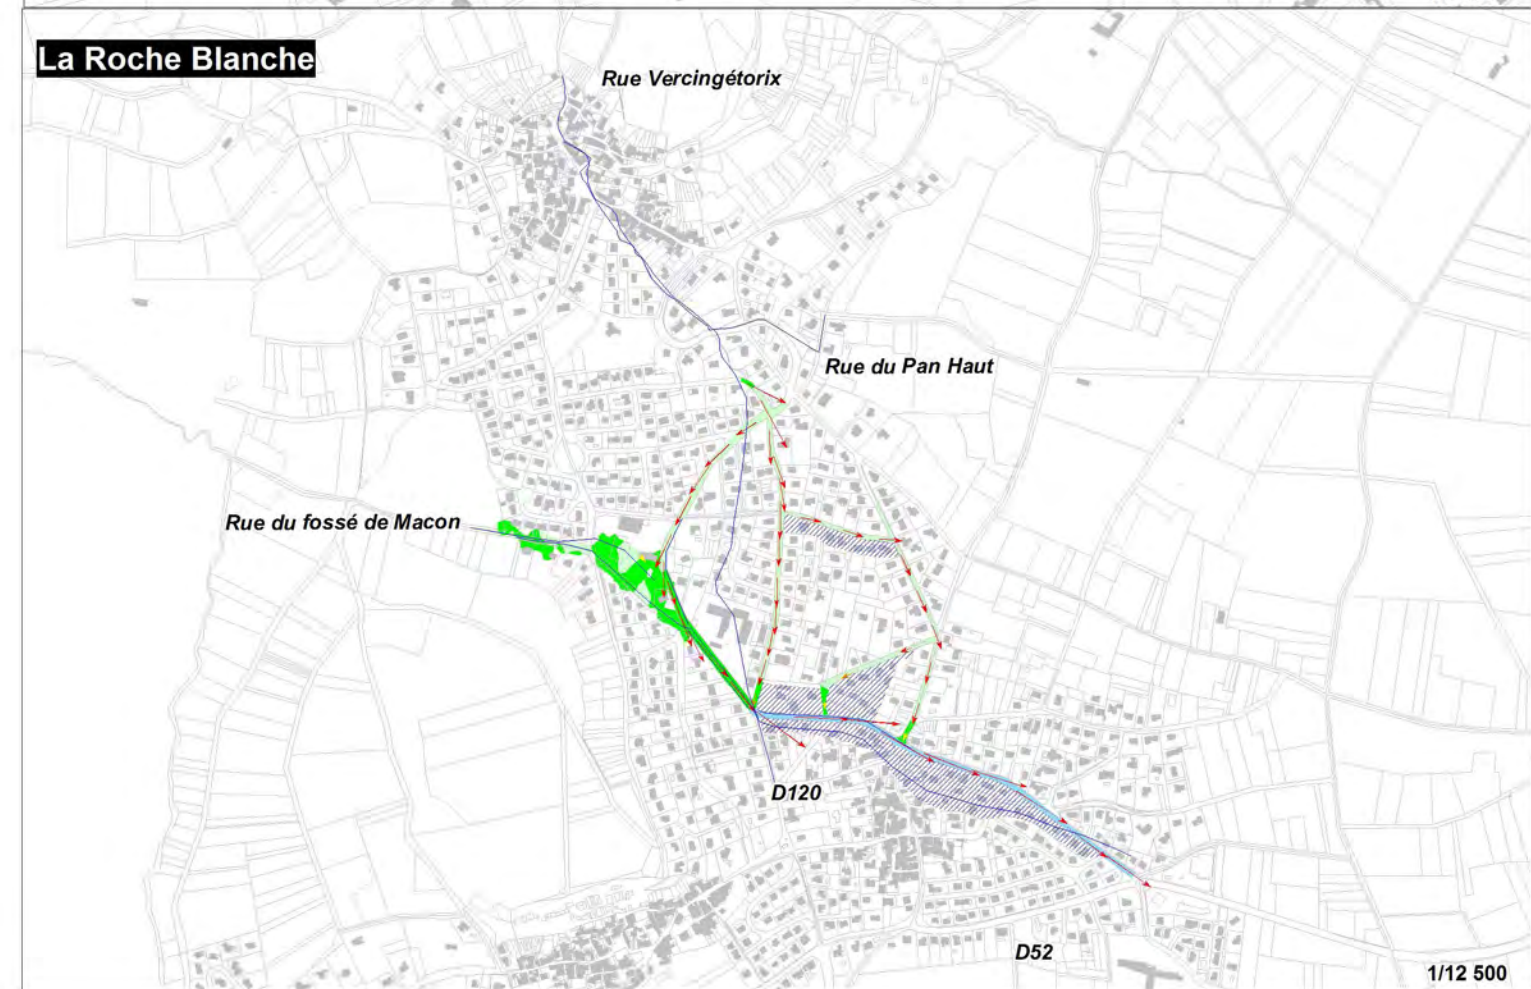 La Roche Blanche
Rue Vercingétorix
Rue du Pan Haut
Rue du fossé de Macon
D120
D52
1/12 500